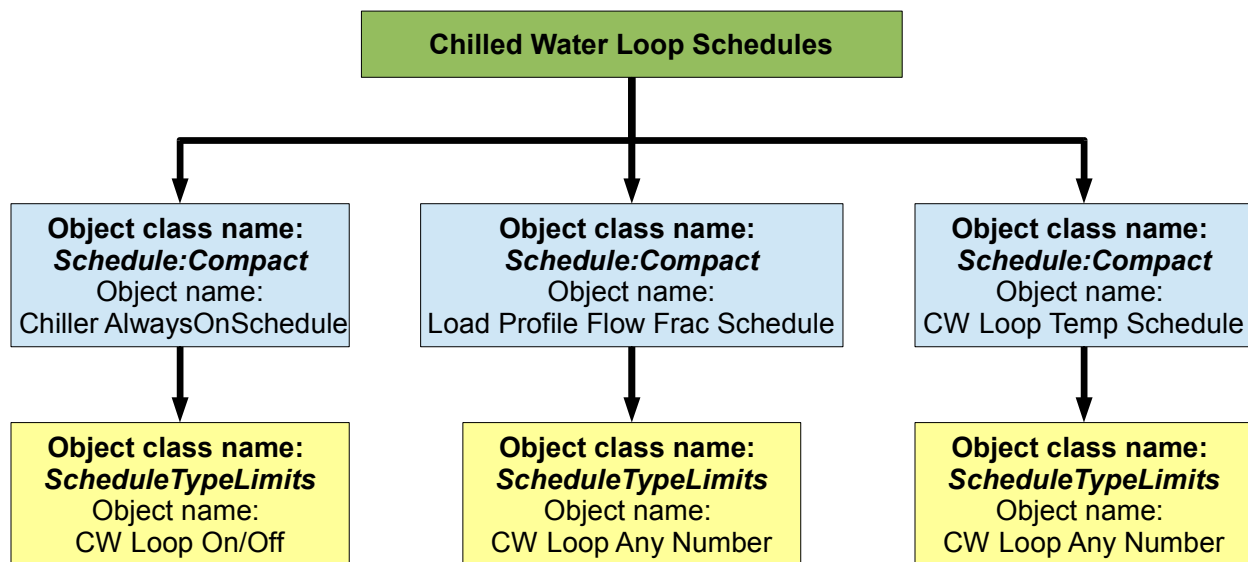 Chilled Water Loop Schedules
Object class name:
Schedule:Compact
Object name:
Chiller AlwaysOnSchedule
Object class name:
Schedule:Compact
Object name:
Load Profile Flow Frac Schedule
Object class name:
Schedule:Compact
Object name:
CW Loop Temp Schedule
Object class name:
ScheduleTypeLimits
Object name:
CW Loop On/Off
Object class name:
ScheduleTypeLimits
Object name:
CW Loop Any Number
Object class name:
ScheduleTypeLimits
Object name:
CW Loop Any Number